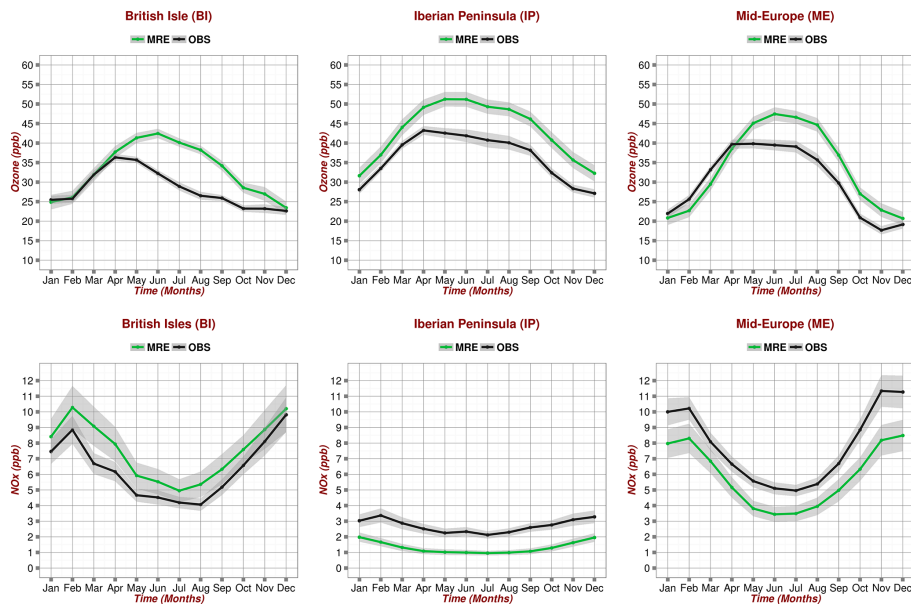 British Isle (BI)
MRE OBS
Ozone (ppb)
60
55
50
45
40
35
30
25
20
15
10
Jan Feb Mar Apr May Jun Jul Aug Sep Oct Nov Dec
Time (Months)
Iberian Peninsula (IP)
MRE OBS
Ozone (ppb)
60
55
50
45
40
35
30
25
20
15
10
Jan Feb Mar Apr May Jun Jul Aug Sep Oct Nov Dec
Time (Months)
Mid-Europe (ME)
MRE OBS
Ozone (ppb)
60
55
50
45
40
35
30
25
20
15
10
Jan Feb Mar Apr May Jun Jul Aug Sep Oct Nov Dec
Time (Months)
British Isles (BI)
MRE OBS
NOx (ppb)
12
11
10
9
8
7
6
5
4
3
2
1
0
Jan Feb Mar Apr May Jun Jul Aug Sep Oct Nov Dec
Time (Months)
Iberian Peninsula (IP)
MRE OBS
NOx (ppb)
12
11
10
9
8
7
6
5
4
3
2
1
0
Jan Feb Mar Apr May Jun Jul Aug Sep Oct Nov Dec
Time (Months)
Mid-Europe (ME)
MRE OBS
NOx (ppb)
12
11
10
9
8
7
6
5
4
3
2
1
0
Jan Feb Mar Apr May Jun Jul Aug Sep Oct Nov Dec
Time (Months)